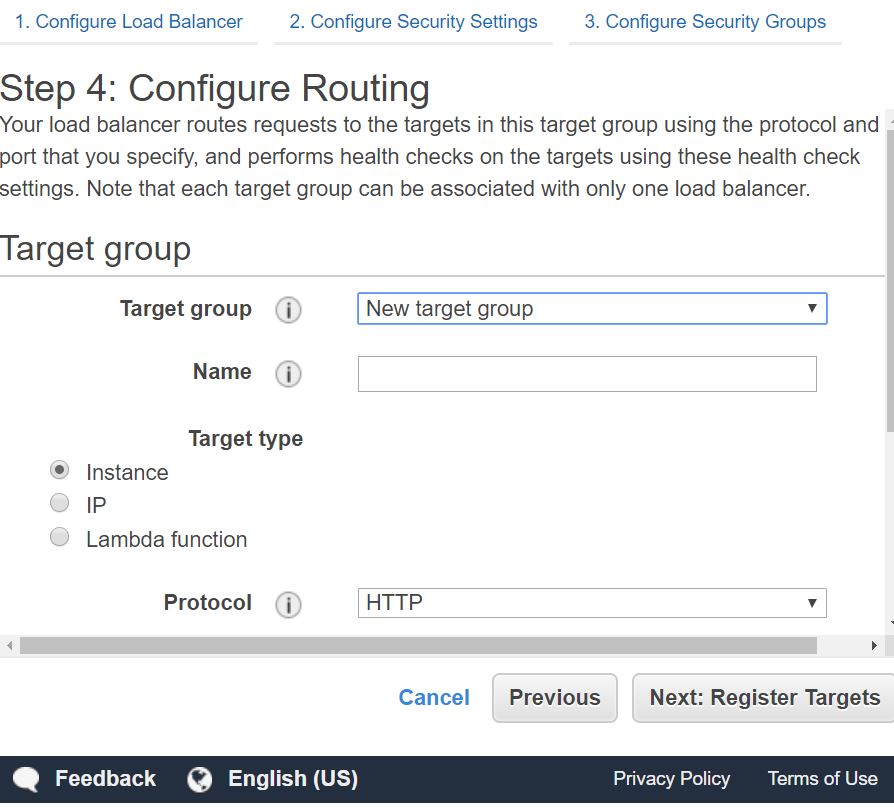 1. Configure Load Balancer 2. Configure Security Settings 3. Configure Security Groups
Step 4: Configure Routing
Your load balancer routes requests to the targets in this target group using the protocol and
port that you specify, and performs health checks on the targets using these health check
settings. Note that each target group can be associated with only one load balancer.
Target group
Target group i New target group
Name i
Target type
Instance
IP
Lambda function
Protocol i HTTP
Cancel Previous Next: Register Targets
Feedback English (US) Privacy Policy Terms of Use